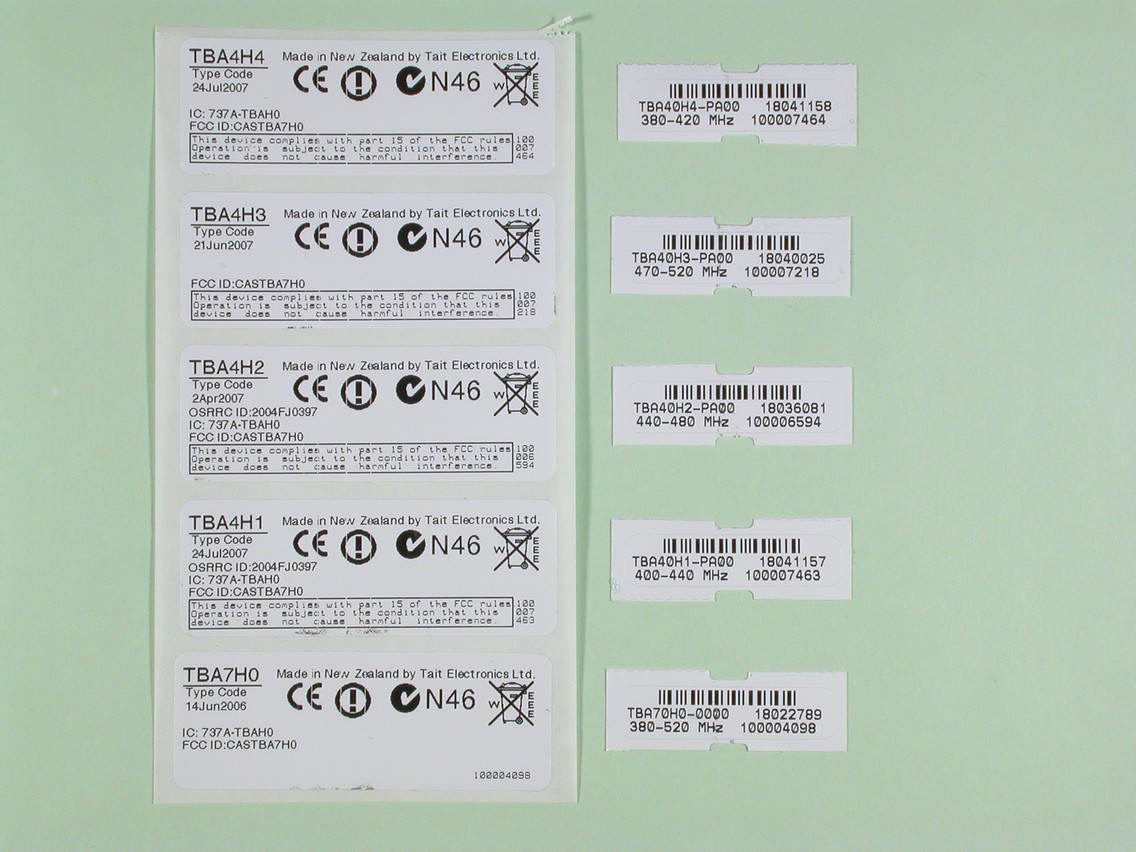 TBA4H4 Made in New Zealand by Tait Electronics Ltd.
Type Code
24Jul2007
CE N46 W EEE
IC: 737A-TBAH0
FCC ID:CASTBA7H0
This device complies with part 15 of the FCC rules. 100
Operation is subject to the condition that this 007
device does not cause harmful interference. 464
TBA4H3 Made in New Zealand by Tait Electronics Ltd.
Type Code
21Jun2007
CE N46 W EEE
FCC ID:CASTBA7H0
This device complies with part 15 of the FCC rules. 100
Operation is subject to the condition that this 007
device does not cause harmful interference. 218
TBA4H2 Made in New Zealand by Tait Electronics Ltd.
Type Code
2Apr2007
CE N46 W EEE
OSRRC ID:2004FJ0397
IC: 737A-TBAH0
FCC ID:CASTBA7H0
This device complies with part 15 of the FCC rules. 100
Operation is subject to the condition that this 006
device does not cause harmful interference. 594
TBA4H1 Made in New Zealand by Tait Electronics Ltd.
Type Code
24Jul2007
CE N46 W EEE
OSRRC ID:2004FJ0397
IC: 737A-TBAH0
FCC ID:CASTBA7H0
This device complies with part 15 of the FCC rules. 100
Operation is subject to the condition that this 007
device does not cause harmful interference. 463
TBA7H0 Made in New Zealand by Tait Electronics Ltd.
Type Code
14Jun2006
CE N46 W EEE
IC: 737A-TBAH0
FCC ID:CASTBA7H0
100004098
TBA40H4-PA00 18041158
380-420 MHz 100007464
TBA40H3-PA00 18040025
470-520 MHz 100007218
TBA40H2-PA00 18036081
440-480 MHz 100006594
TBA40H1-PA00 18041157
400-440 MHz 100007463
TBA70H0-0000 18022789
380-520 MHz 100004098